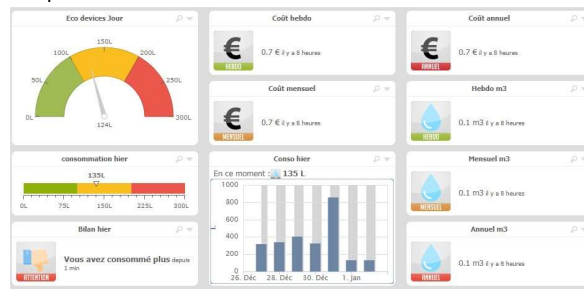 Eco devices Jour
0L
50L
100L
150L
200L
250L
300L
124L
Coût hebdo
€
HEBDO
0.7 € il y a 8 heures
Coût annuel
€
ANNUEL
0.7 € il y a 8 heures
Coût mensuel
€
MENSUEL
0.7 € il y a 8 heures
Hebdo m3
HEBDO
0.1 m3 il y a 8 heures
consommation hier
135L
0L 75L 150L 225L 300L
Conso hier
En ce moment : 135 L
1000
800
600
400
200
0
L
26. Déc 28. Déc 30. Déc 1. Jan
Mensuel m3
MENSUEL
0.1 m3 il y a 8 heures
Bilan hier
ATTENTION
Vous avez consommé plus depuis
1 min
Annuel m3
ANNUEL
0.1 m3 il y a 8 heures